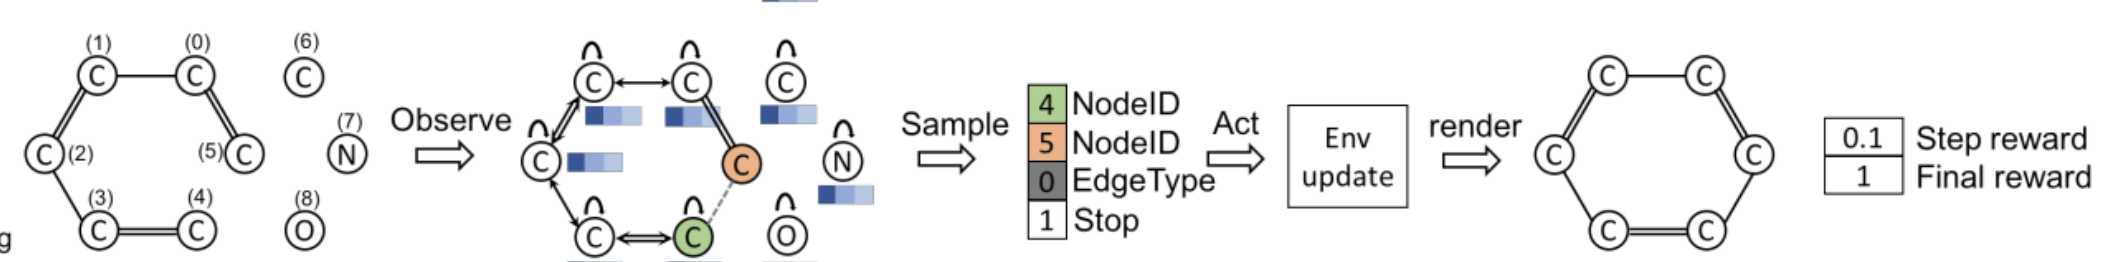 (1) (0) (6)
C C C
(7)
C (2) (5) C N
(3) (4) (8)
C C O
g
Observe
C C C
C C N
C C O
Sample
4 NodeID
5 NodeID
0 EdgeType
1 Stop
Act
Env
update
render
C C
C C
C C
0.1 Step reward
1 Final reward